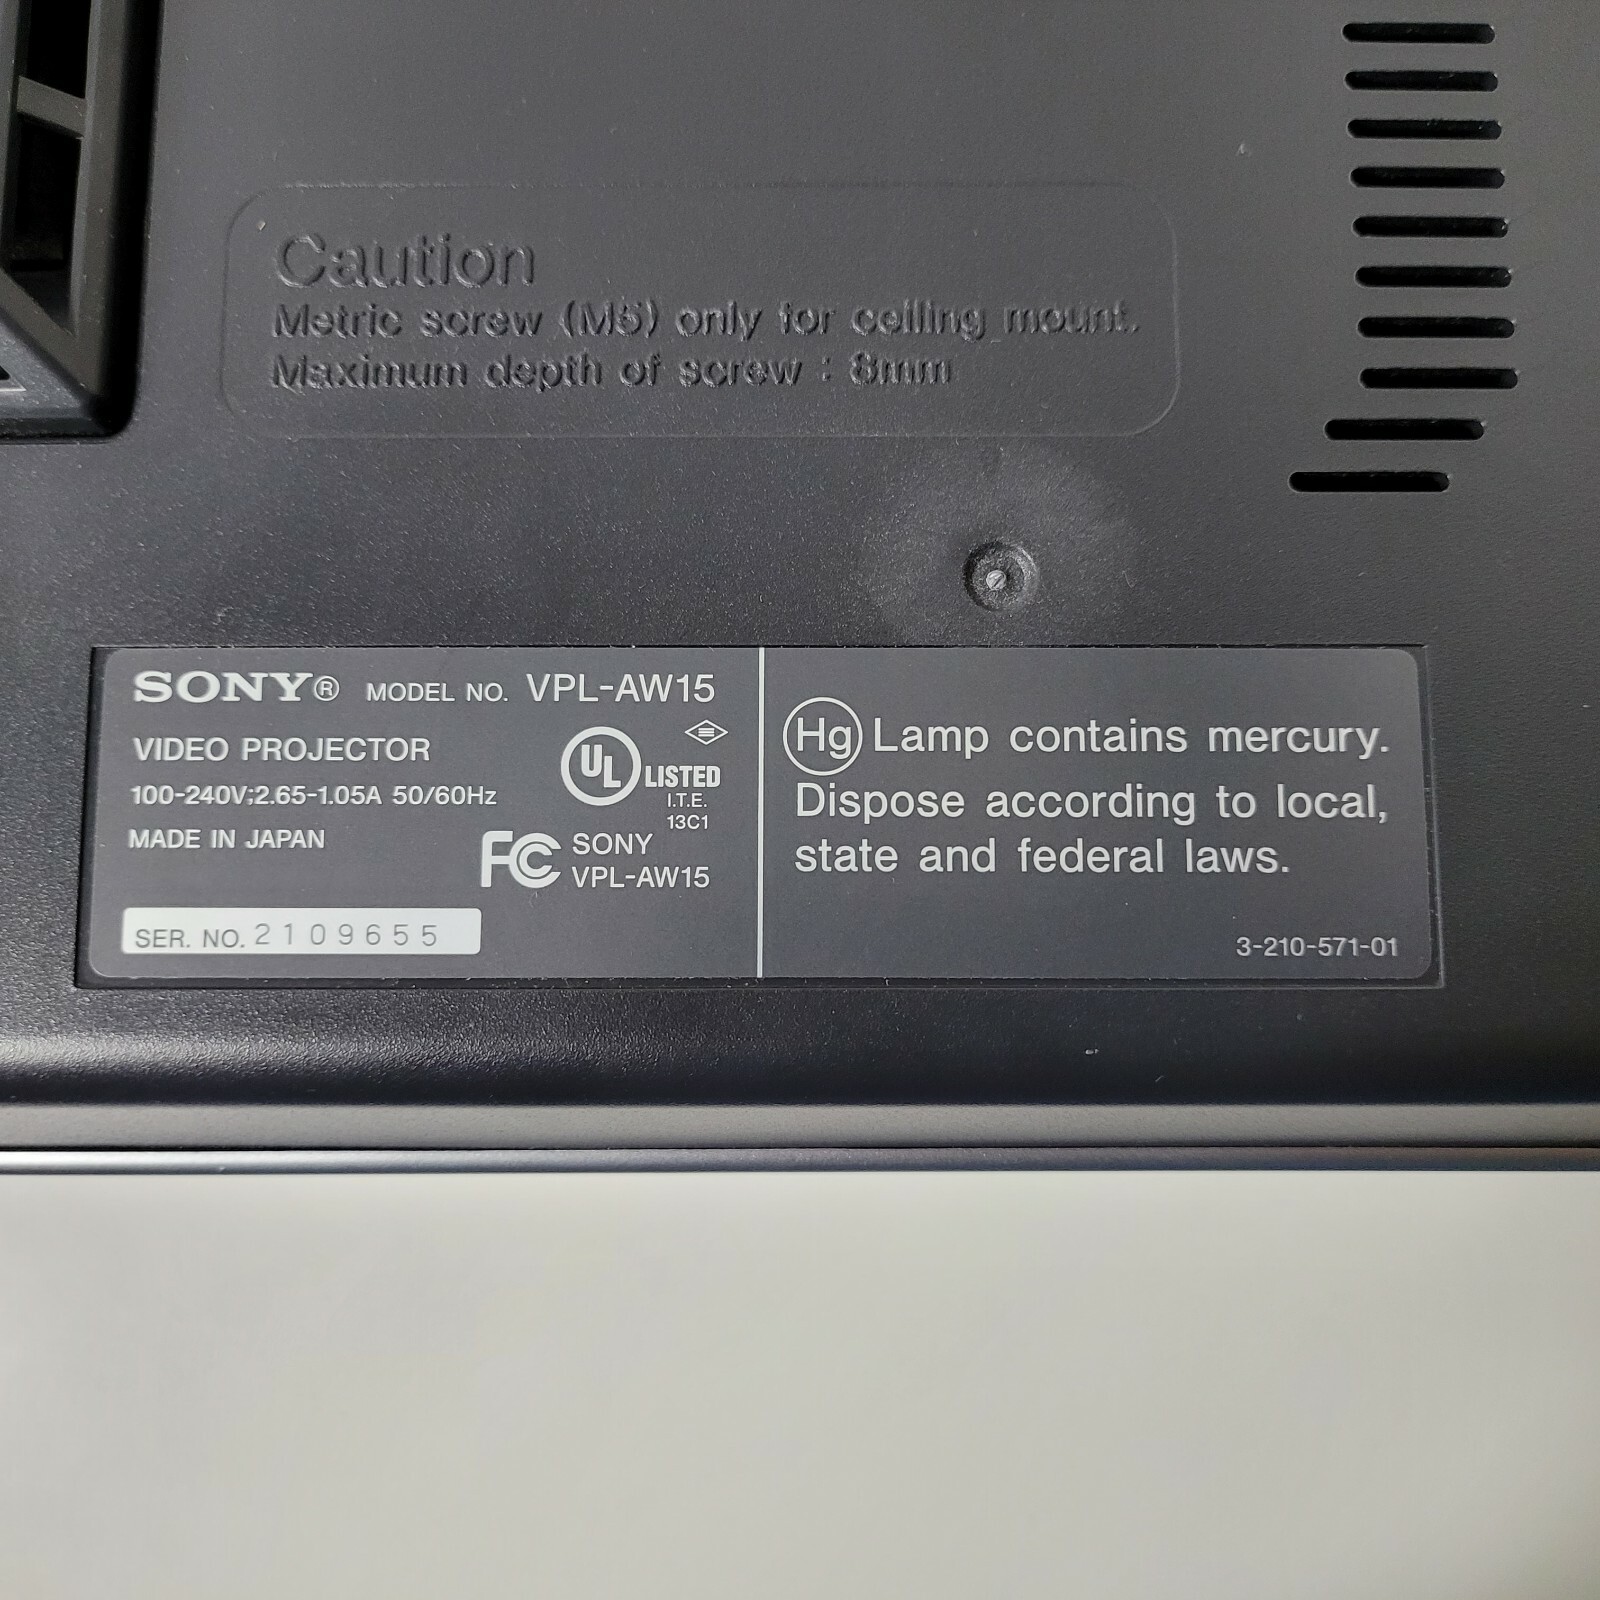 Caution
Metric screw (M5) only for ceiling mount.
Maximum depth of screw : 8mm
SONY® MODEL NO. VPL-AW15
VIDEO PROJECTOR
100-240V;2.65-1.05A 50/60Hz
MADE IN JAPAN
UL LISTED
I.T.E.
13C1
FC SONY
VPL-AW15
SER. NO. 2109655
Hg Lamp contains mercury.
Dispose according to local,
state and federal laws.
3-210-571-01